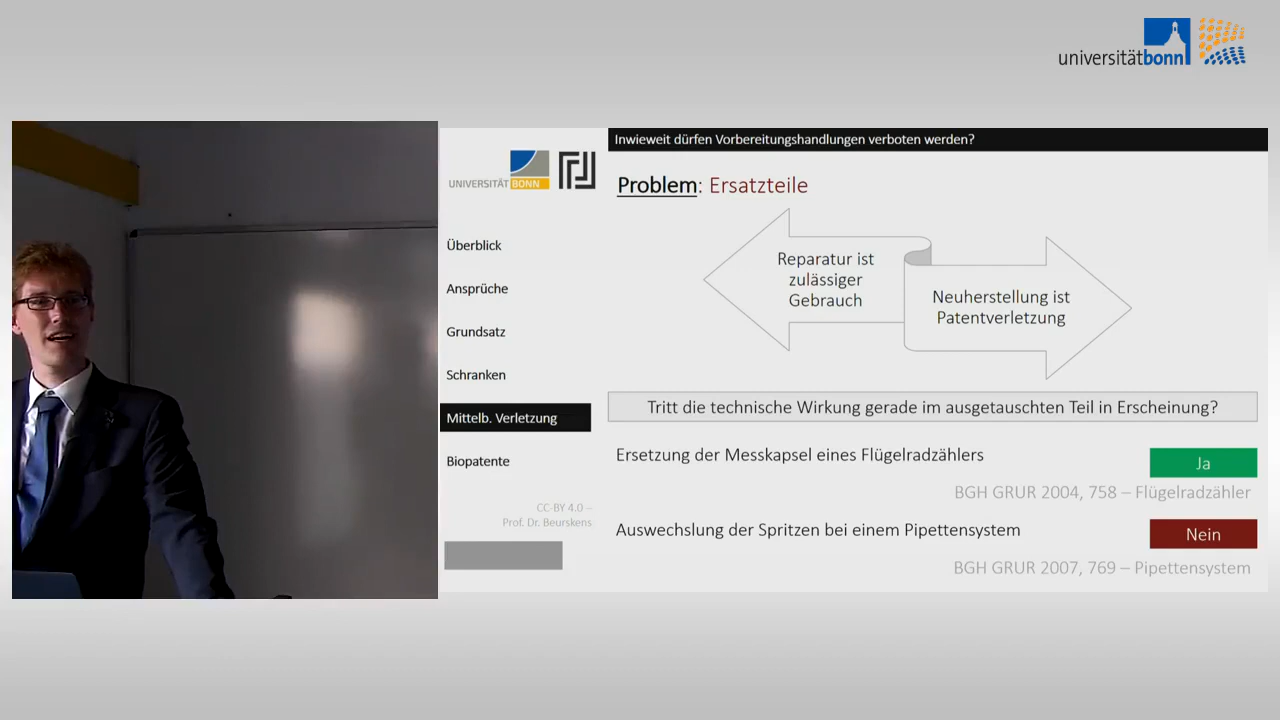 universitätbonn
Inwieweit dürfen Vorbereitungshandlungen verboten werden?
UNIVERSITÄT BONN
Problem: Ersatzteile
Überblick
Ansprüche
Grundsatz
Schranken
Mittelb. Verletzung
Biopatente
CC-BY 4.0 –
Prof. Dr. Beurskens
Reparatur ist
zulässiger
Gebrauch
Neuherstellung ist
Patentverletzung
Tritt die technische Wirkung gerade im ausgetauschten Teil in Erscheinung?
Ersetzung der Messkapsel eines Flügelradzählers
Ja
BGH GRUR 2004, 758 – Flügelradzähler
Auswechslung der Spritzen bei einem Pipettensystem
Nein
BGH GRUR 2007, 769 – Pipettensystem